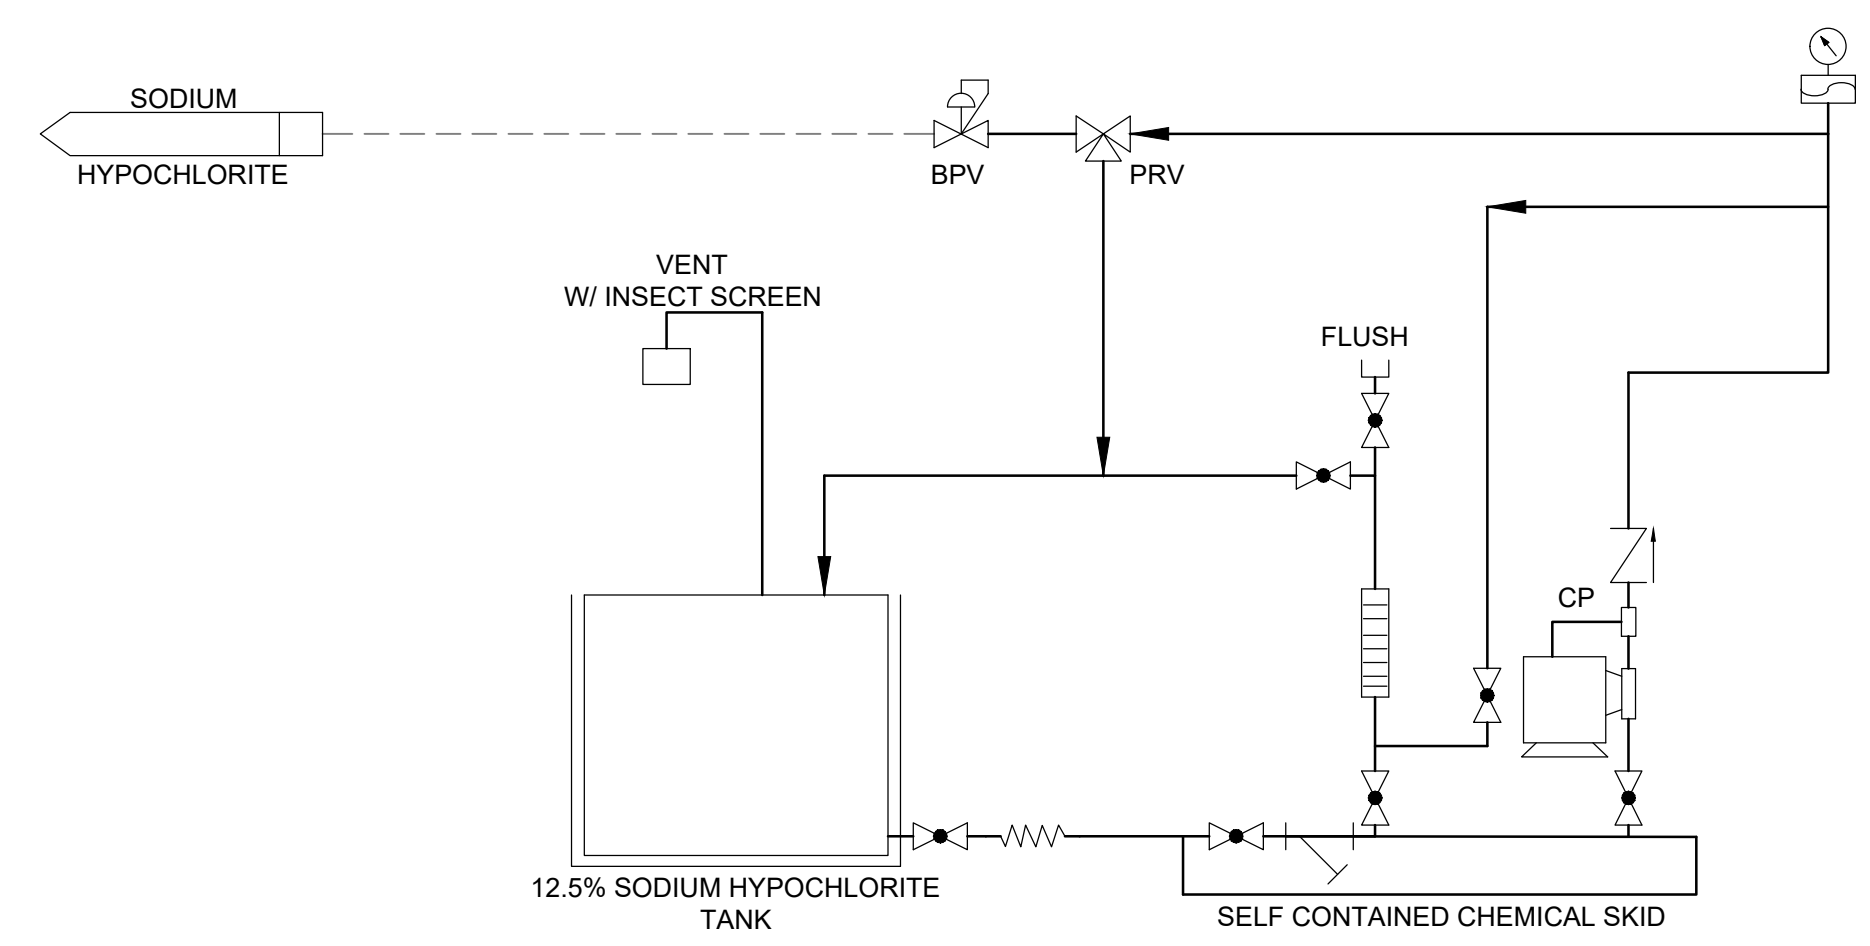 SODIUM
HYPOCHLORITE
BPV
PRV
VENT
W/ INSECT SCREEN
FLUSH
CP
12.5% SODIUM HYPOCHLORITE
TANK
SELF CONTAINED CHEMICAL SKID